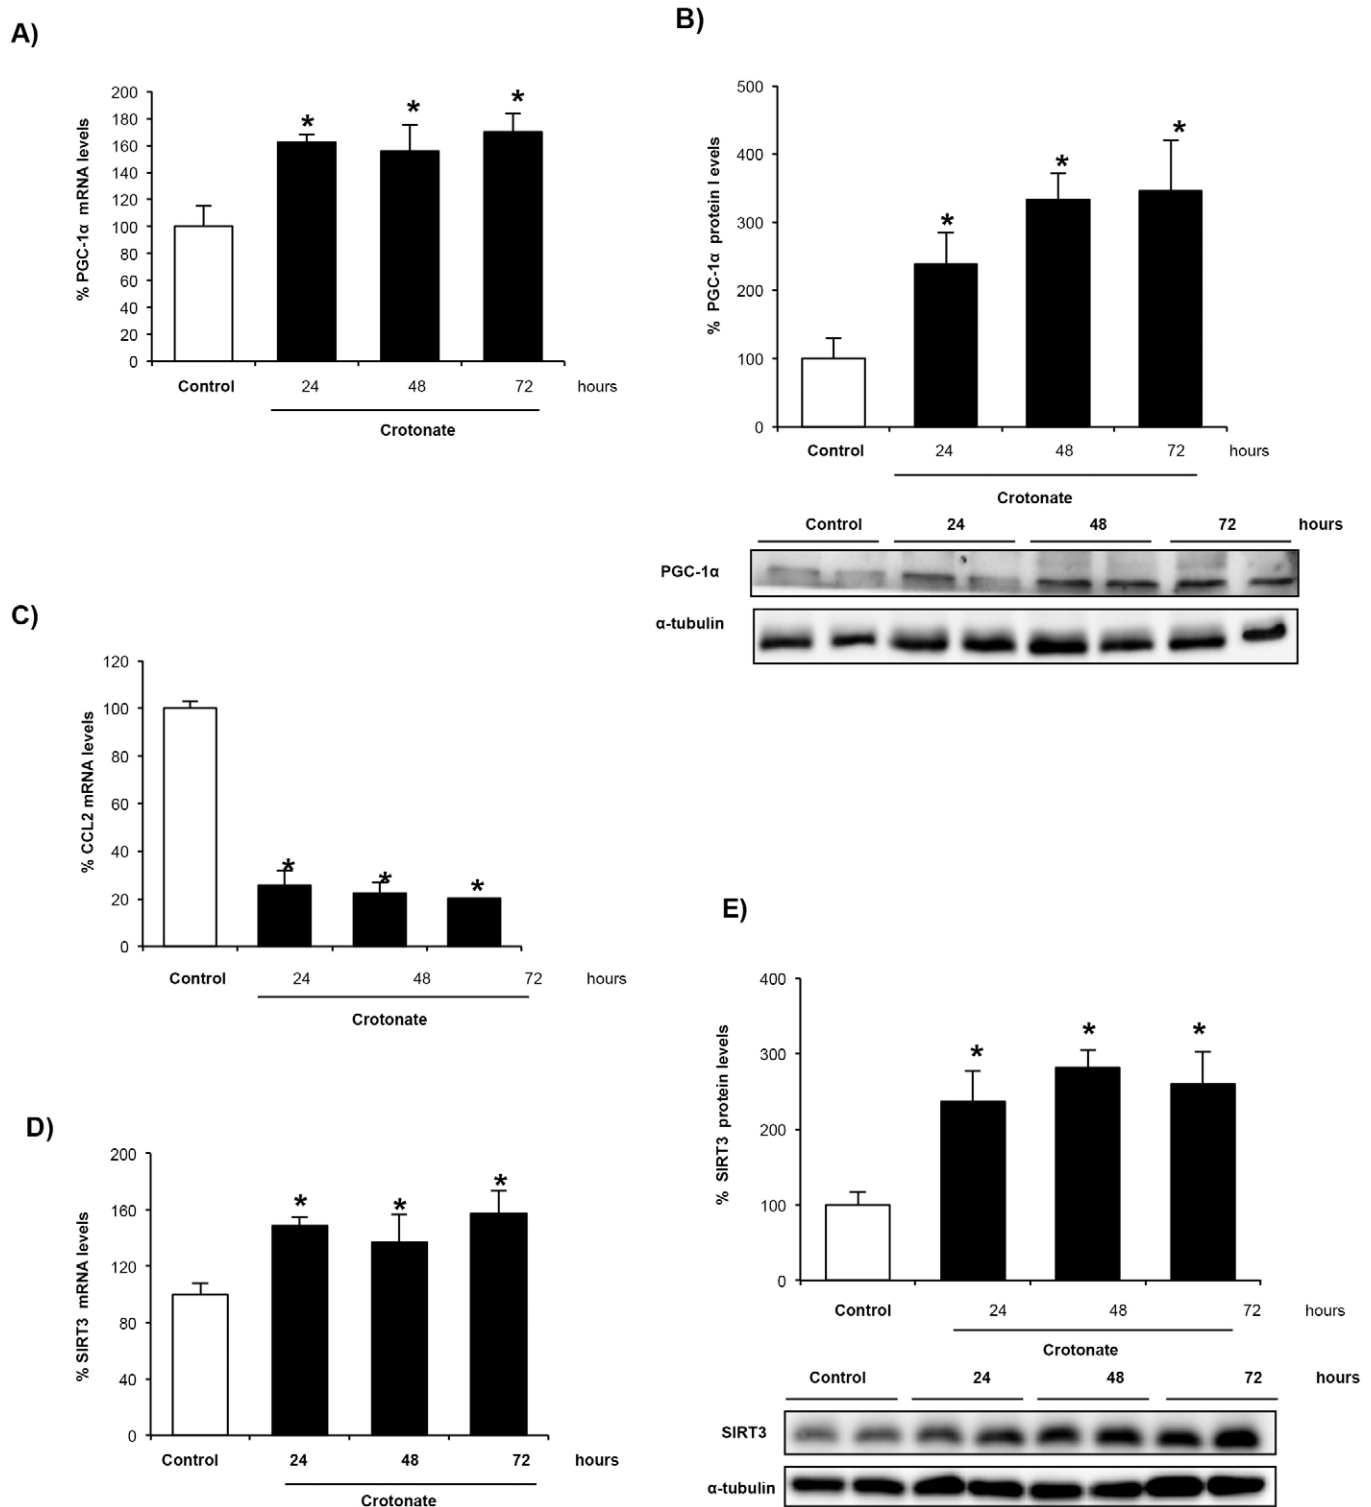 A)
% PGC-1α mRNA levels
200
180
160
140
120
100
80
60
40
20
0
* * *
Control 24 48 72 hours
Crotonate
B)
% PGC-1α protein l evels
500
400
300
200
100
0
* * *
Control 24 48 72 hours
Crotonate
Control 24 48 72 hours
PGC-1α
α-tubulin
C)
% CCL2 mRNA levels
120
100
80
60
40
20
0
* * *
Control 24 48 72 hours
Crotonate
D)
% SIRT3 mRNA levels
200
160
120
80
40
0
* * *
Control 24 48 72 hours
Crotonate
E)
% SIRT3 protein levels
400
300
200
100
0
* * *
Control 24 48 72 hours
Crotonate
Control 24 48 72 hours
SIRT3
α-tubulin